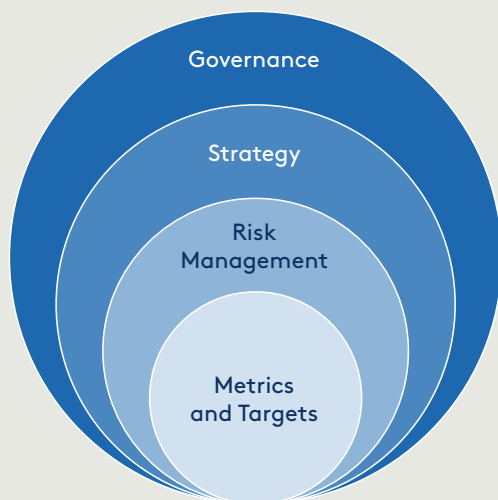 Governance
Strategy
Risk
Management
Metrics
and Targets